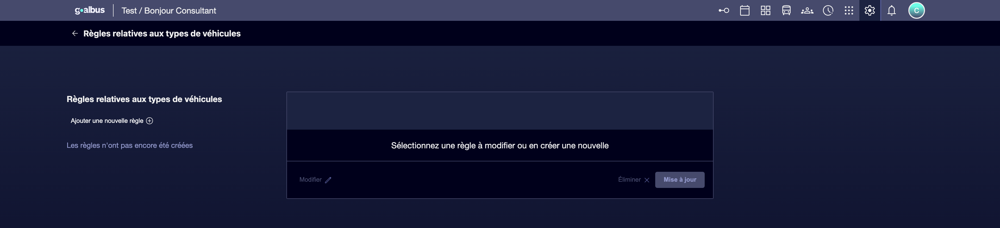 goalbus
Test / Bonjour Consultant
C
Règles relatives aux types de véhicules
Règles relatives aux types de véhicules
Ajouter une nouvelle règle
Les règles n'ont pas encore été créées
Sélectionnez une règle à modifier ou en créer une nouvelle
Modifier
Éliminer
Mise à jour